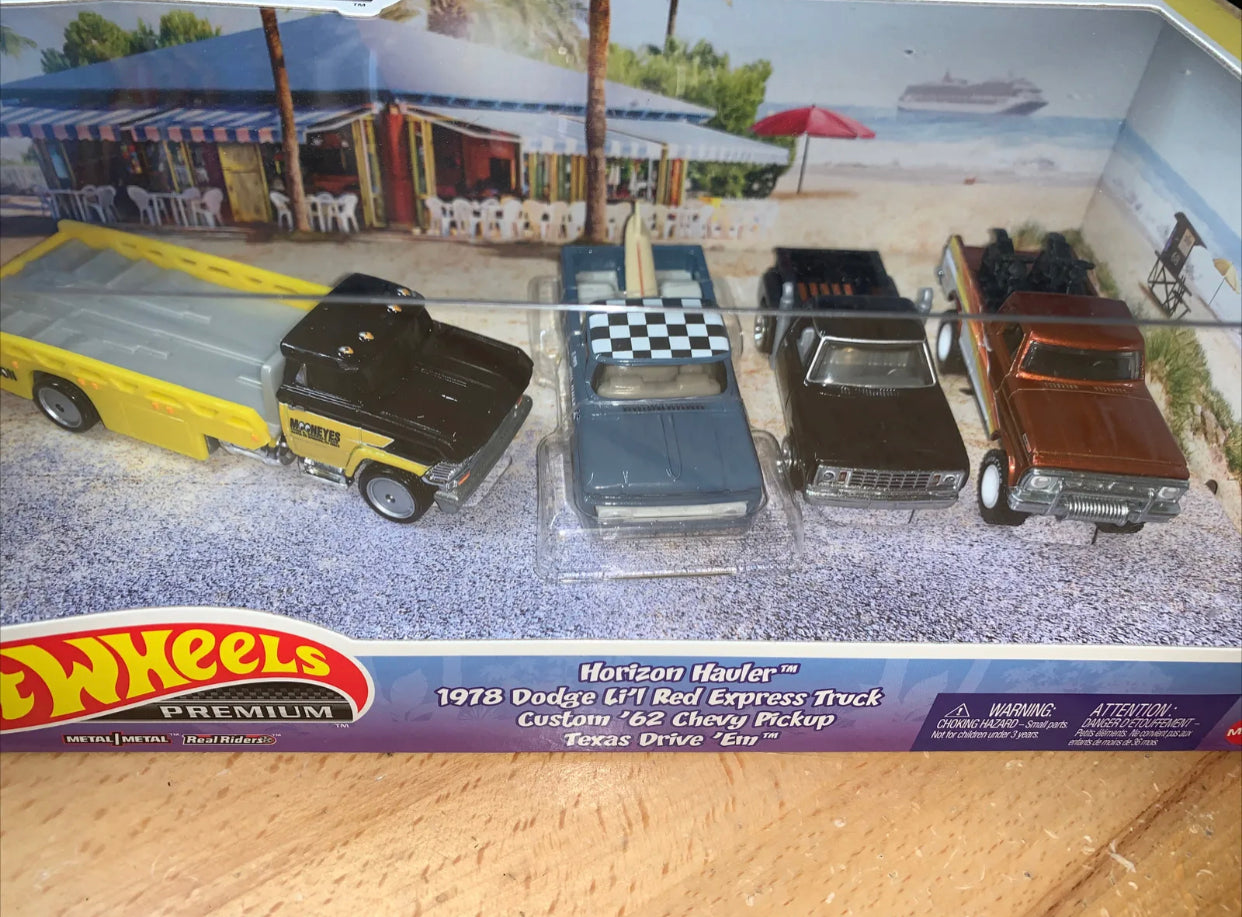 MOONEYES
WHEELS
PREMIUM
METAL/METAL™ Real Riders™
Horizon Hauler™
1978 Dodge Li'l Red Express Truck
Custom '62 Chevy Pickup
Texas Drive 'Em™
WARNING:
CHOKING HAZARD – Small parts.
Not for children under 3 years.
ATTENTION:
DANGER D'ÉTOUFFEMENT –
Petits éléments. Ne convient pas aux
enfants de moins de 36 mois